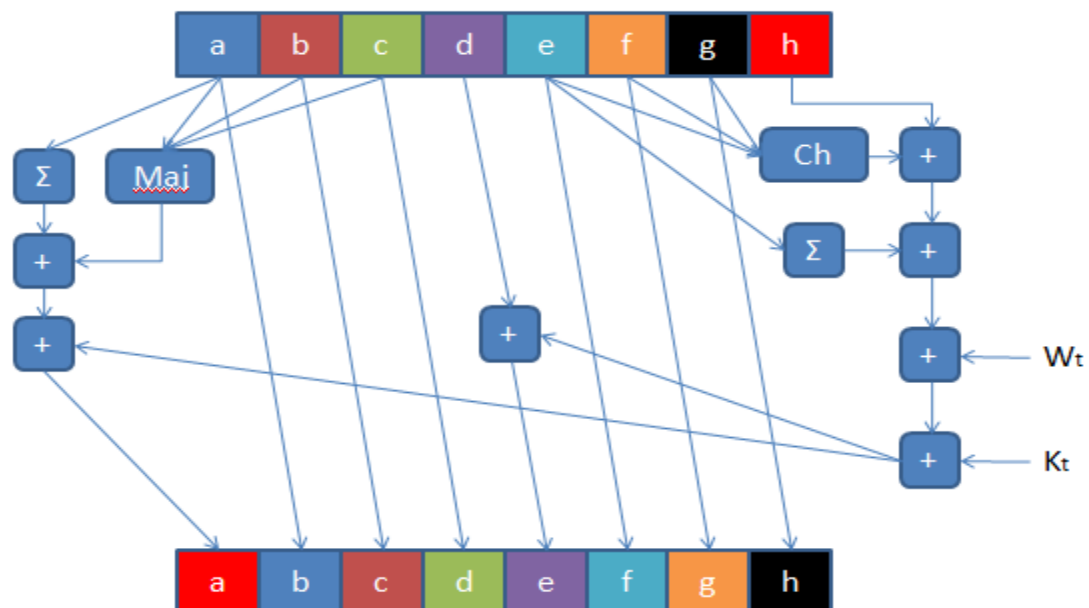 a b c d e f g h
Ch +
Σ Maj
Σ +
+
+
+ + Wt
+ Kt
a b c d e f g h